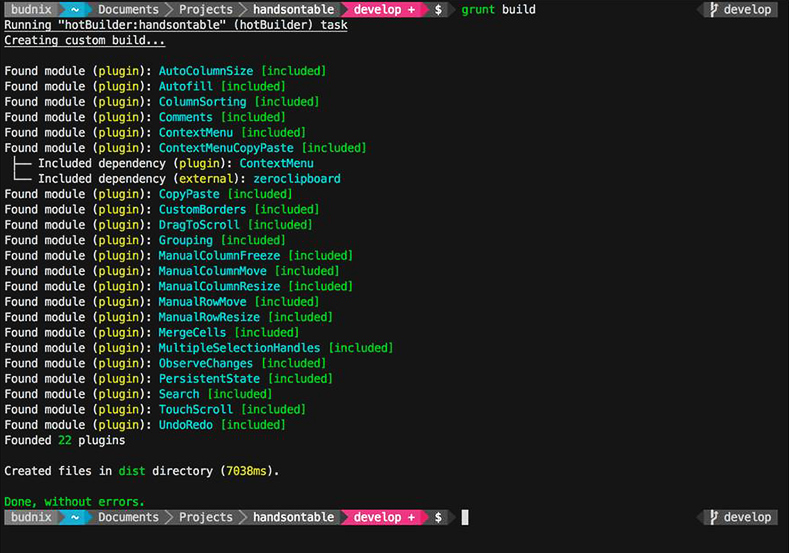 budnix ~ Documents Projects handsontable develop + $ grunt build develop
Running "hotBuilder:handsontable" (hotBuilder) task
Creating custom build...
Found module (plugin): AutoColumnSize [included]
Found module (plugin): Autofill [included]
Found module (plugin): ColumnSorting [included]
Found module (plugin): Comments [included]
Found module (plugin): ContextMenu [included]
Found module (plugin): ContextMenuCopyPaste [included]
├── Included dependency (plugin): ContextMenu
└── Included dependency (external): zeroclipboard
Found module (plugin): CopyPaste [included]
Found module (plugin): CustomBorders [included]
Found module (plugin): DragToScroll [included]
Found module (plugin): Grouping [included]
Found module (plugin): ManualColumnFreeze [included]
Found module (plugin): ManualColumnMove [included]
Found module (plugin): ManualColumnResize [included]
Found module (plugin): ManualRowMove [included]
Found module (plugin): ManualRowResize [included]
Found module (plugin): MergeCells [included]
Found module (plugin): MultipleSelectionHandles [included]
Found module (plugin): ObserveChanges [included]
Found module (plugin): PersistentState [included]
Found module (plugin): Search [included]
Found module (plugin): TouchScroll [included]
Found module (plugin): UndoRedo [included]
Founded 22 plugins
Created files in dist directory (7038ms).
Done, without errors.
budnix ~ Documents Projects handsontable develop + $ develop